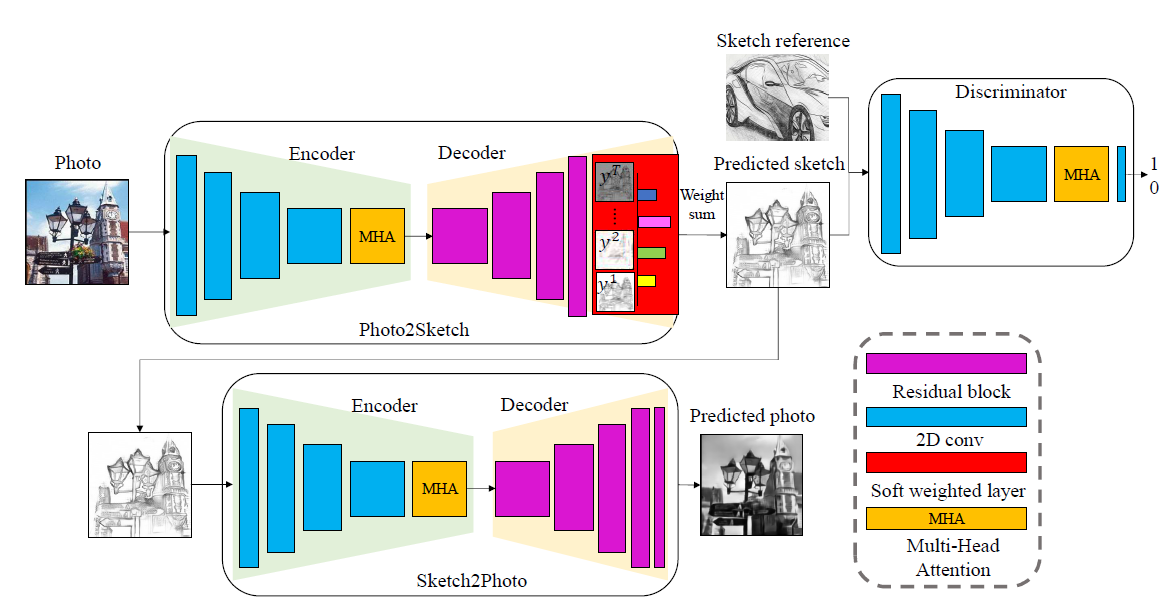 Sketch reference
Discriminator
MHA
1
0
Photo
Encoder
Decoder
MHA
y^T
⋮
y^2
y^1
Weight
sum
Predicted sketch
Photo2Sketch
Encoder
Decoder
MHA
Predicted photo
Sketch2Photo
Residual block
2D conv
Soft weighted layer
MHA
Multi-Head
Attention